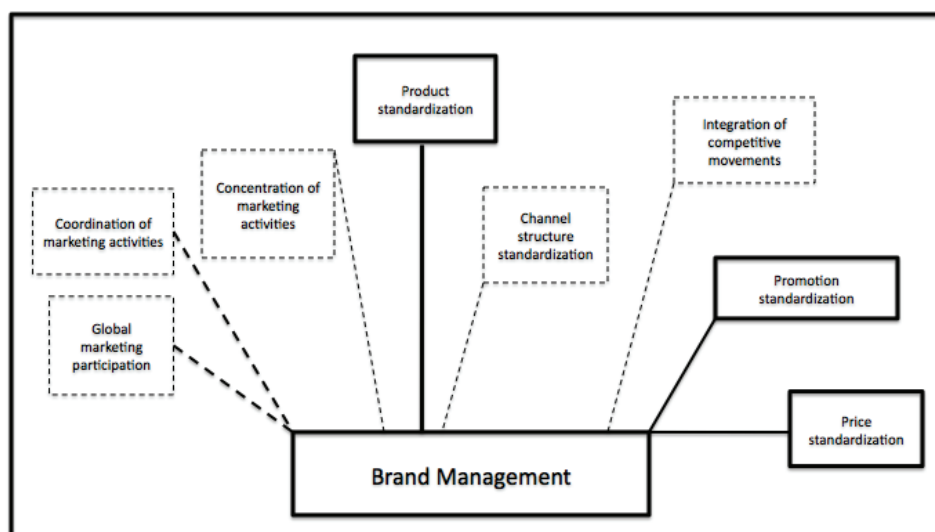 Product
standardization
Integration of
competitive
movements
Concentration of
marketing
activities
Channel
structure
standardization
Coordination of
marketing activities
Promotion
standardization
Global
marketing
participation
Price
standardization
Brand Management